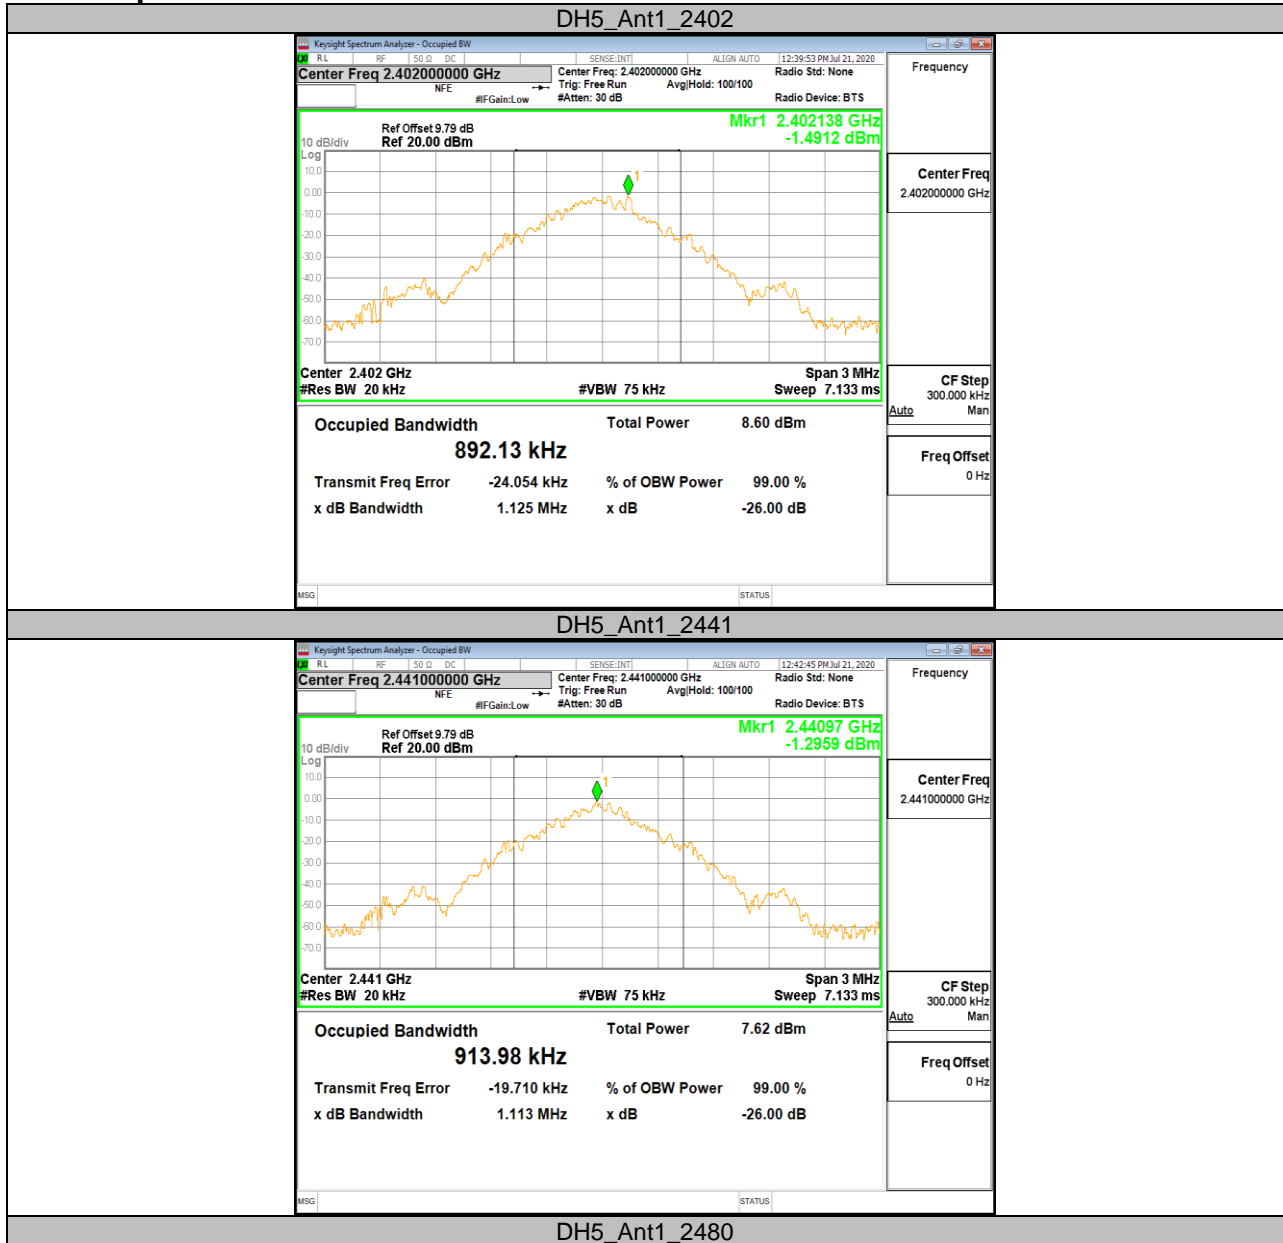 DH5_Ant1_2402
Keysight Spectrum Analyzer - Occupied BW
LXI RL RF 50 Ω DC SENSE:INT ALIGN AUTO 12:39:53 PM Jul 21, 2020
Center Freq 2.402000000 GHz Center Freq: 2.402000000 GHz Radio Std: None Frequency
NFE Trig: Free Run Avg|Hold: 100/100
#IFGain:Low #Atten: 30 dB Radio Device: BTS
Mkr1 2.402138 GHz
Ref Offset 9.79 dB
10 dB/div Ref 20.00 dBm -1.4912 dBm
Log
10.0
0.00
-10.0
-20.0
-30.0
-40.0
-50.0
-60.0
-70.0
1
Center Freq
2.402000000 GHz
Center 2.402 GHz Span 3 MHz
#Res BW 20 kHz #VBW 75 kHz Sweep 7.133 ms
CF Step
300.000 kHz
Auto Man
Occupied Bandwidth Total Power 8.60 dBm
892.13 kHz
Freq Offset
0 Hz
Transmit Freq Error -24.054 kHz % of OBW Power 99.00 %
x dB Bandwidth 1.125 MHz x dB -26.00 dB
MSG STATUS
DH5_Ant1_2441
Keysight Spectrum Analyzer - Occupied BW
LXI RL RF 50 Ω DC SENSE:INT ALIGN AUTO 12:42:45 PM Jul 21, 2020
Center Freq 2.441000000 GHz Center Freq: 2.441000000 GHz Radio Std: None Frequency
NFE Trig: Free Run Avg|Hold: 100/100
#IFGain:Low #Atten: 30 dB Radio Device: BTS
Mkr1 2.44097 GHz
Ref Offset 9.79 dB
10 dB/div Ref 20.00 dBm -1.2959 dBm
Log
10.0
0.00
-10.0
-20.0
-30.0
-40.0
-50.0
-60.0
-70.0
1
Center Freq
2.441000000 GHz
Center 2.441 GHz Span 3 MHz
#Res BW 20 kHz #VBW 75 kHz Sweep 7.133 ms
CF Step
300.000 kHz
Auto Man
Occupied Bandwidth Total Power 7.62 dBm
913.98 kHz
Freq Offset
0 Hz
Transmit Freq Error -19.710 kHz % of OBW Power 99.00 %
x dB Bandwidth 1.113 MHz x dB -26.00 dB
MSG STATUS
DH5_Ant1_2480